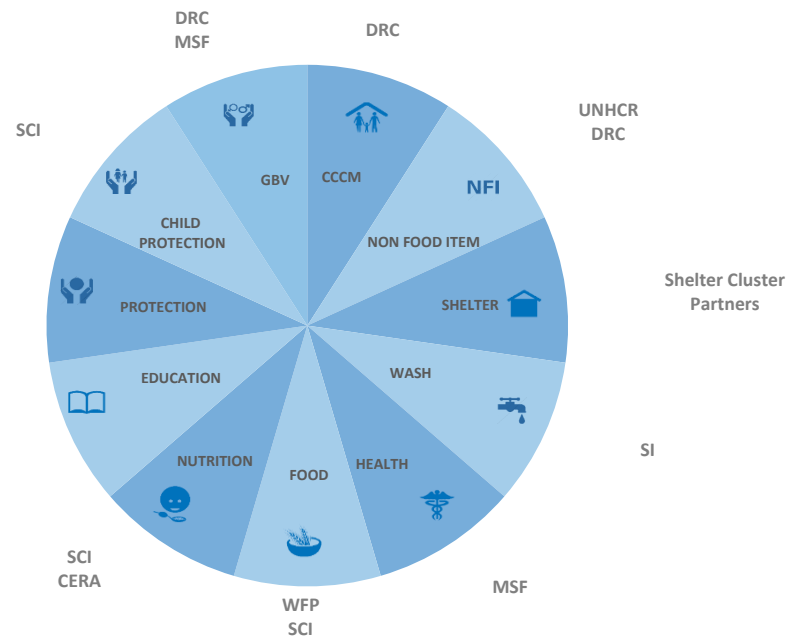 DRC
MSF
DRC
UNHCR
DRC
SCI
NFI
GBV
CCCM
CHILD
PROTECTION
NON FOOD ITEM
Shelter Cluster
Partners
PROTECTION
SHELTER
EDUCATION
WASH
SI
NUTRITION
FOOD
HEALTH
SCI
CERA
MSF
WFP
SCI